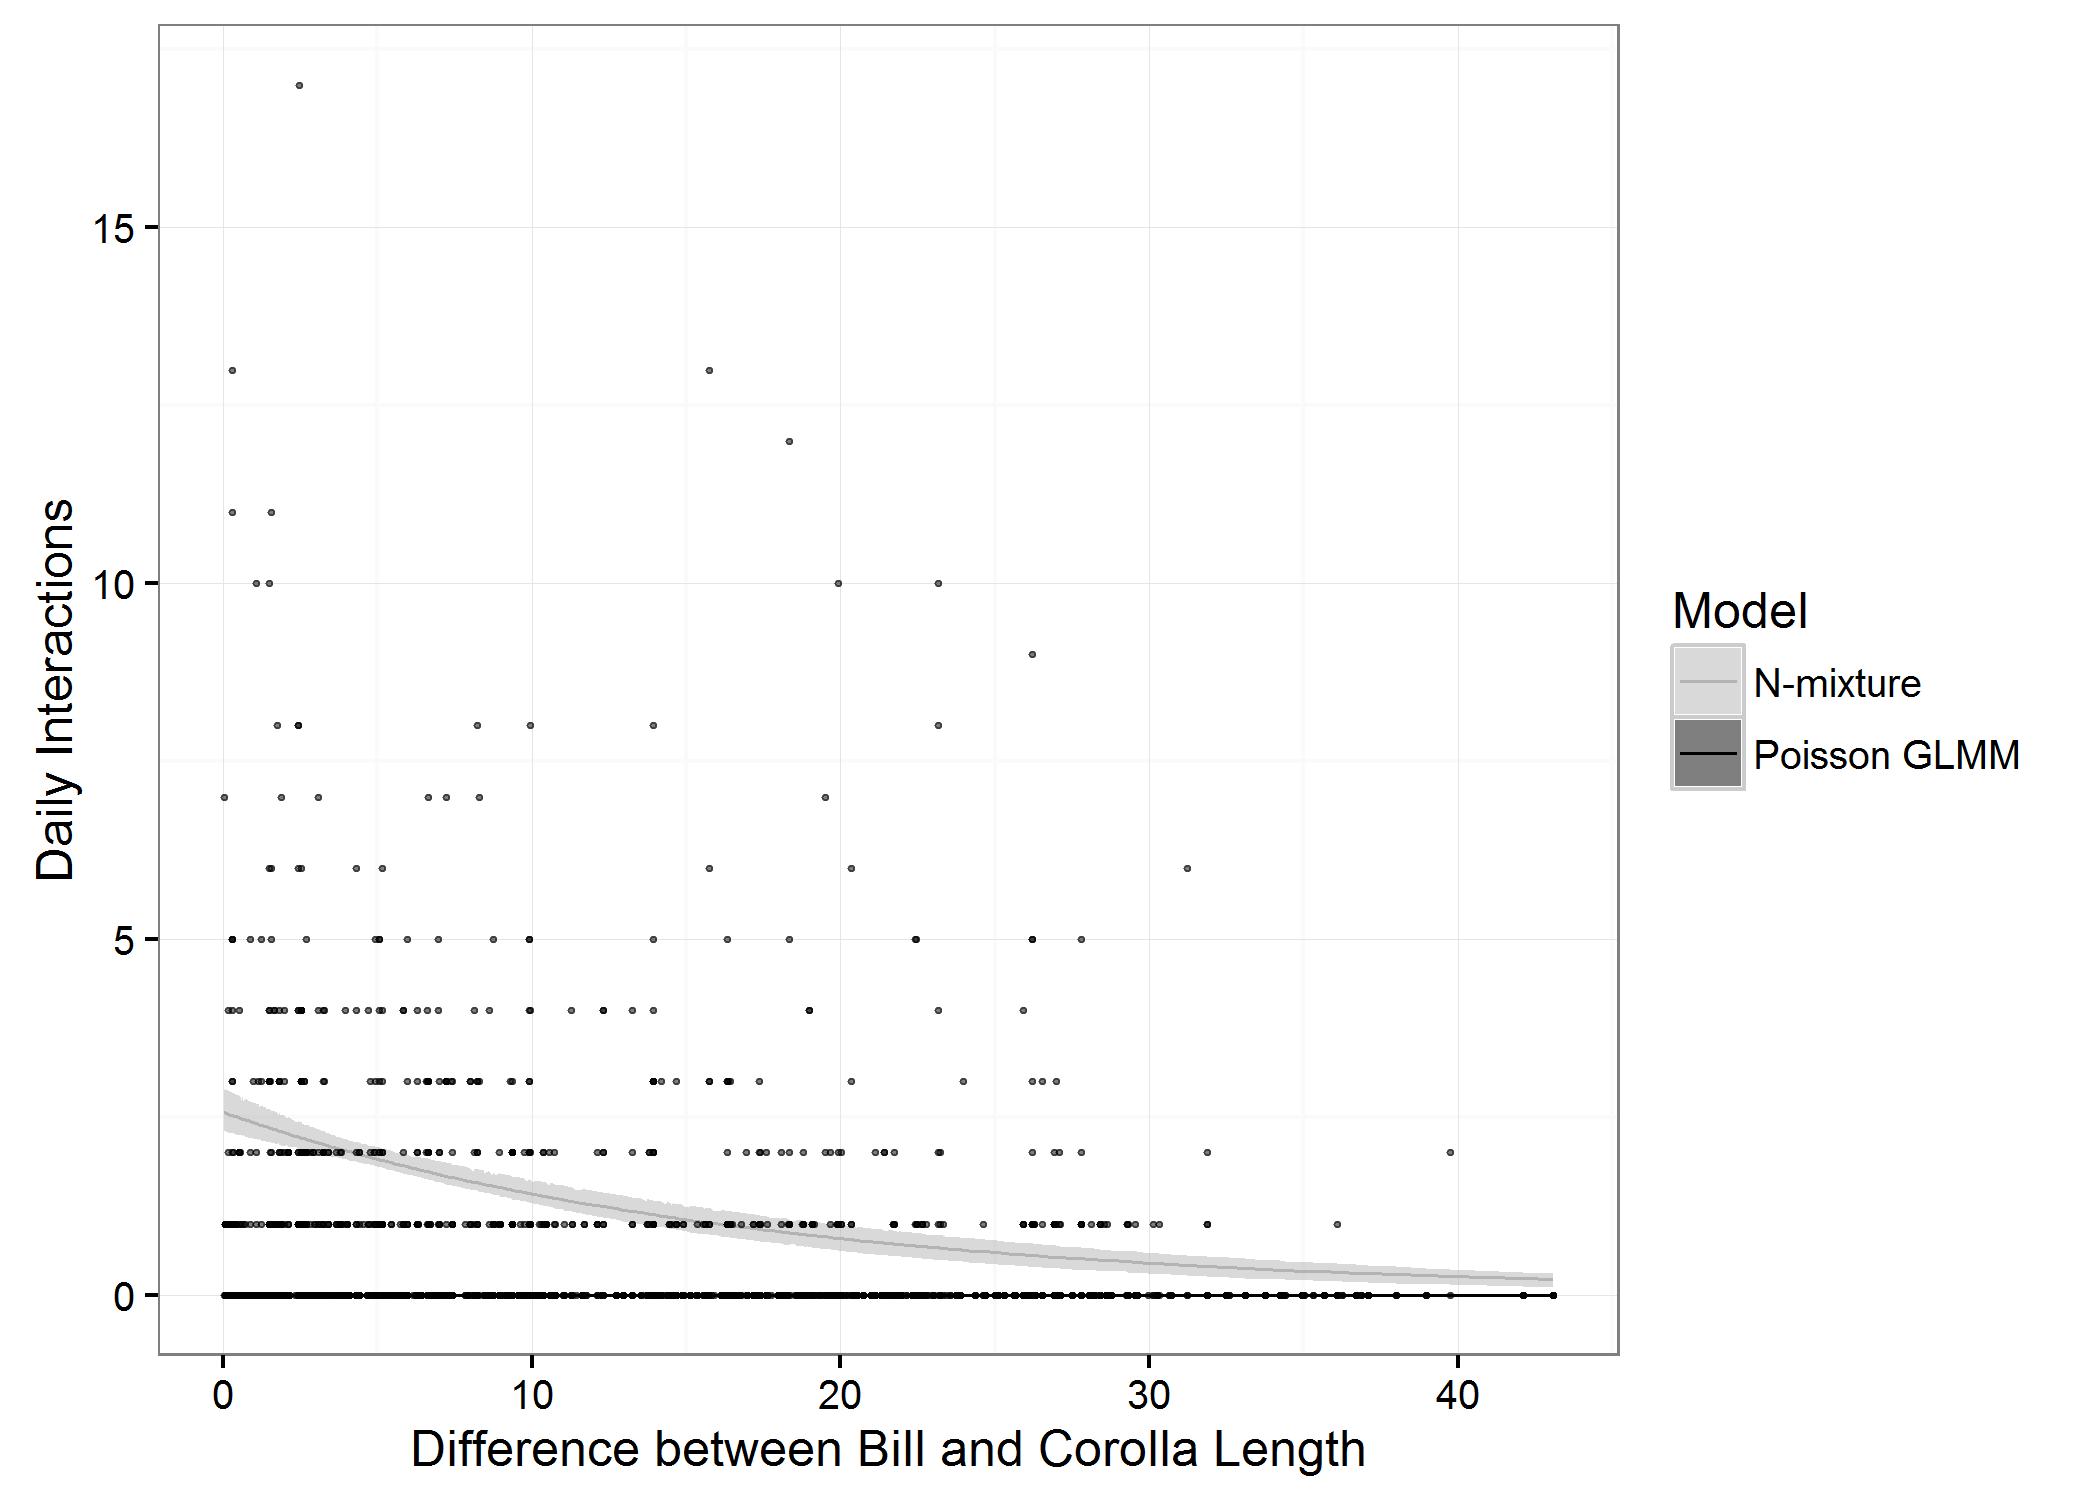 15
10
5
0
Daily Interactions
0 10 20 30 40
Difference between Bill and Corolla Length
Model
N-mixture
Poisson GLMM